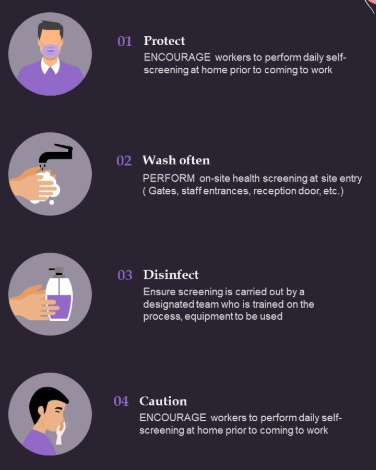 01 Protect
ENCOURAGE workers to perform daily self-
screening at home prior to coming to work
02 Wash often
PERFORM on-site health screening at site entry
( Gates, staff entrances, reception door, etc.)
03 Disinfect
Ensure screening is carried out by a
designated team who is trained on the
process, equipment to be used
04 Caution
ENCOURAGE workers to perform daily self-
screening at home prior to coming to work